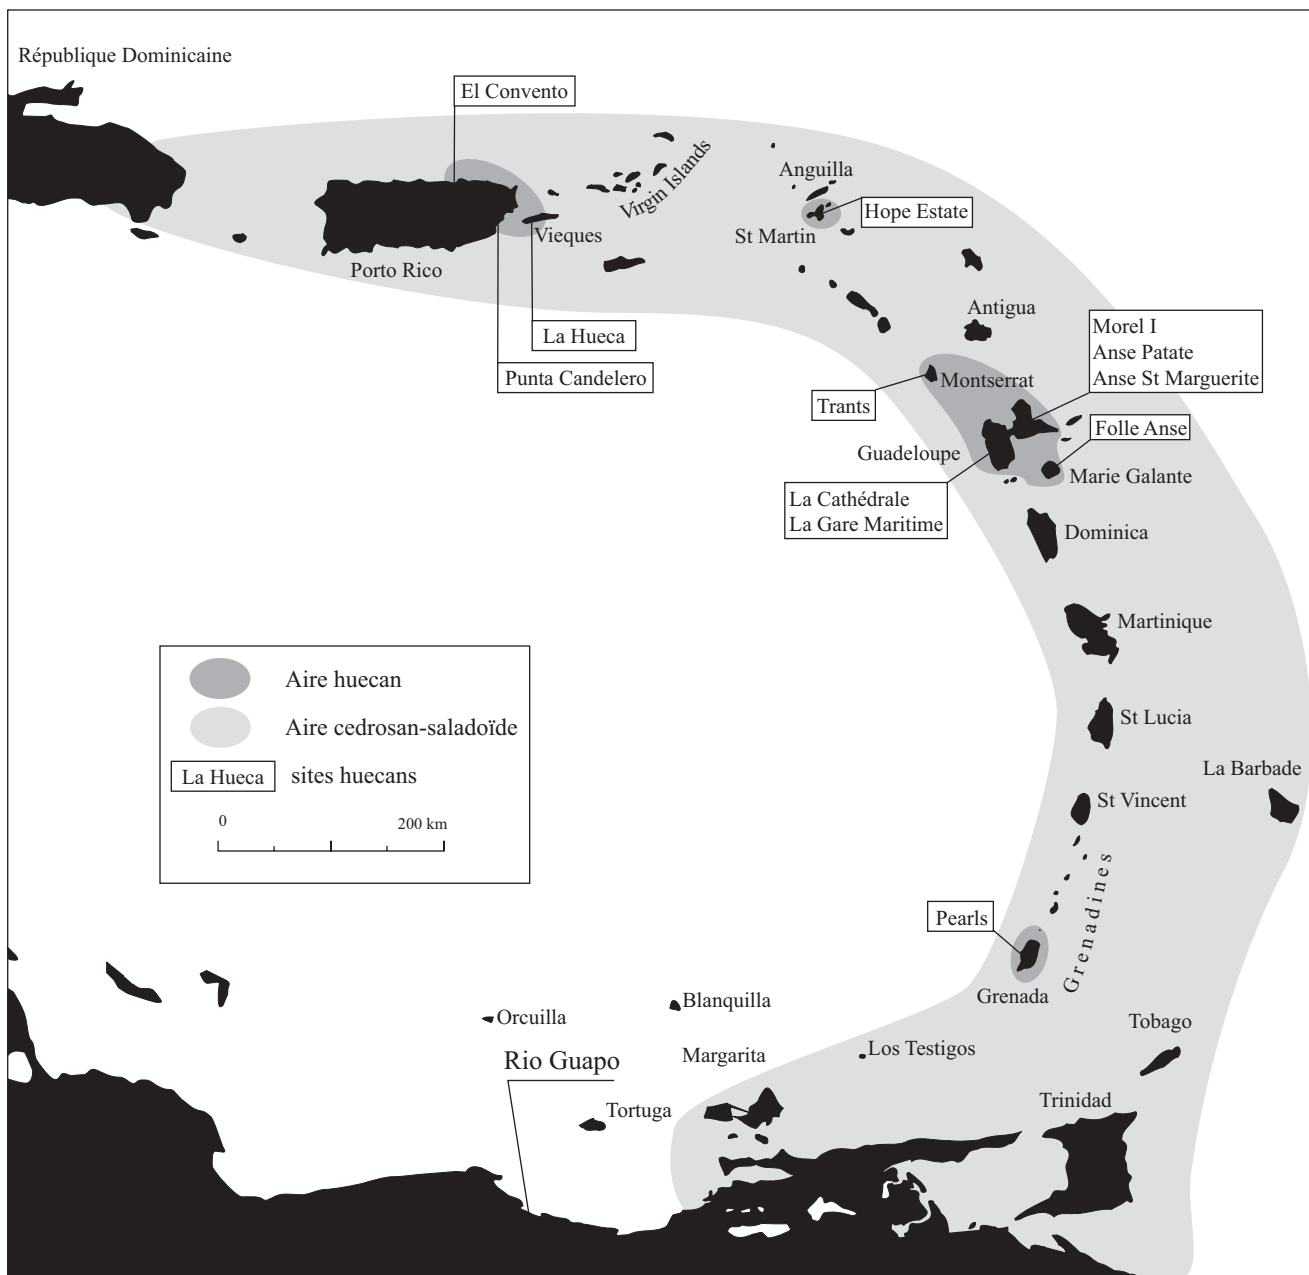 République Dominicaine
El Convento
Virgin Islands
Anguilla
Hope Estate
St Martin
Vieques
Porto Rico
Antigua
La Hueca
Punta Candelero
Morel I
Anse Patate
Anse St Marguerite
Montserrat
Trants
Folle Anse
Guadeloupe
Marie Galante
La Cathédrale
La Gare Maritime
Dominica
Martinique
Aire huecan
St Lucia
Aire cedrosan-saladoïde
La Barbade
La Hueca sites huecans
St Vincent
0 200 km
Grenadines
Pearls
Grenada
Blanquilla
Orcuilla
Tobago
Los Testigos
Margarita
Rio Guapo
Trinidad
Tortuga